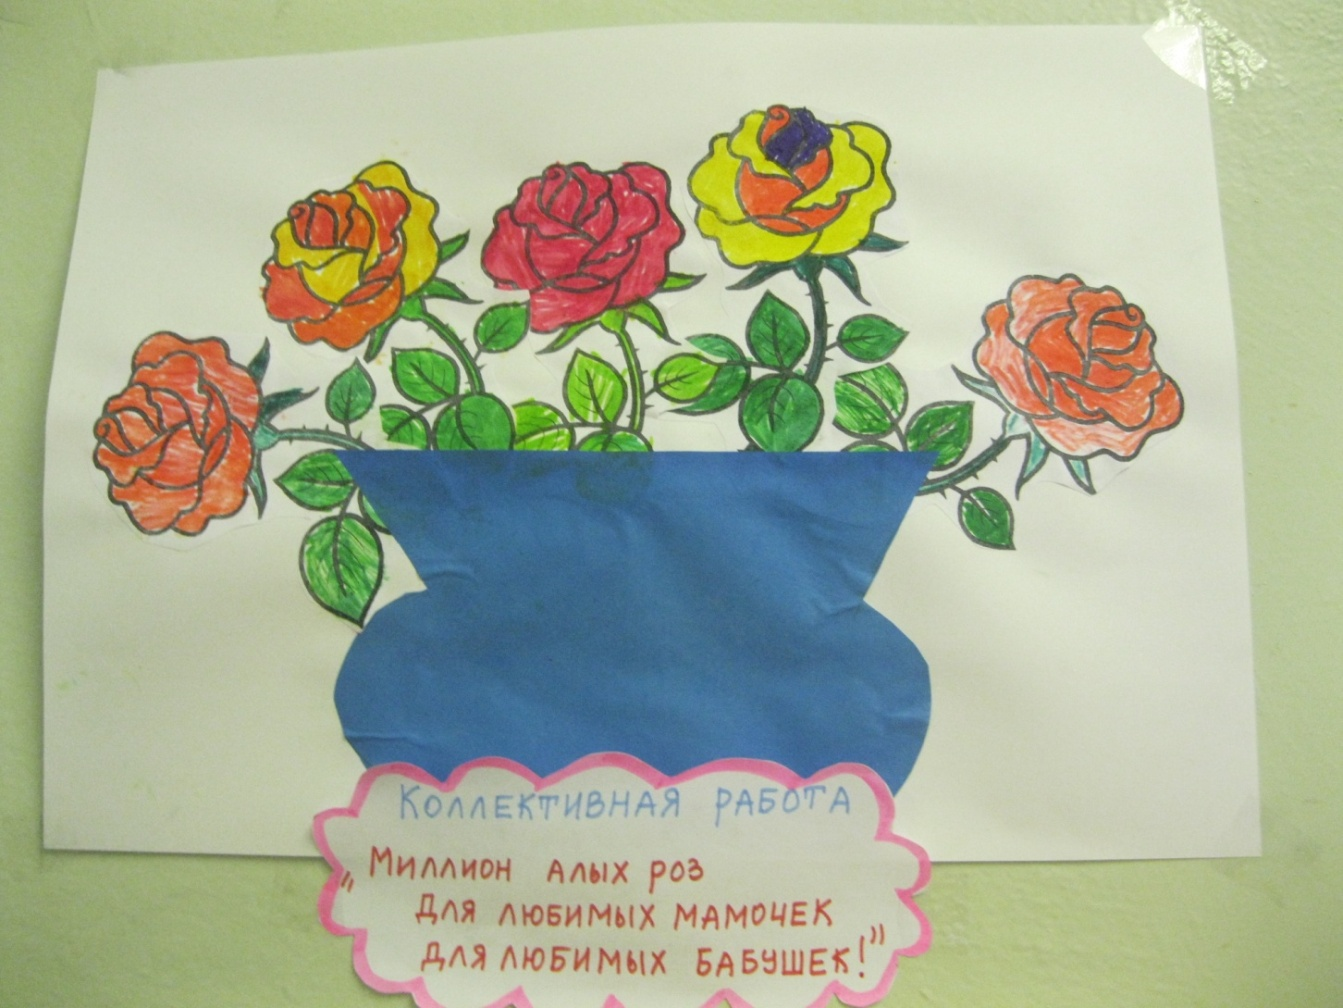 Коллективная работа
„Миллион алых роз
для любимых мамочек
для любимых бабушек!”